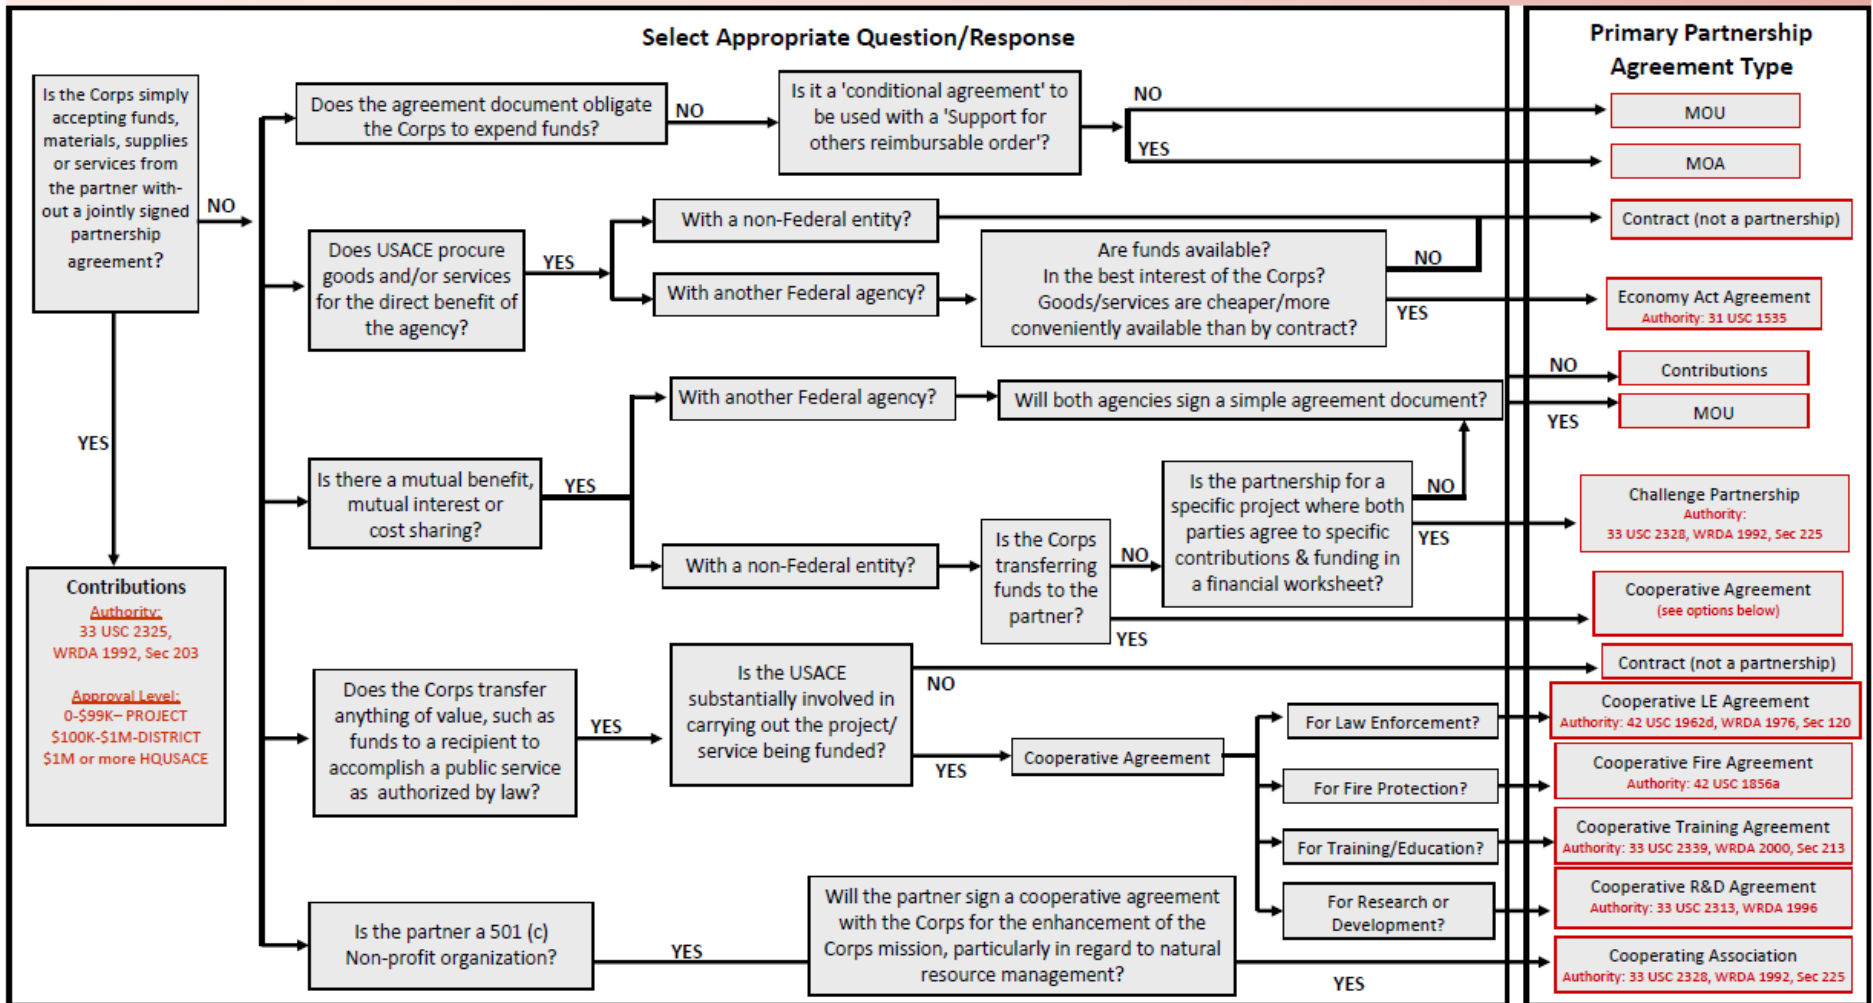 Select Appropriate Question/Response
Primary Partnership
Agreement Type
Is the Corps simply
accepting funds,
materials, supplies
or services from
the partner with-
out a jointly signed
partnership
agreement?
NO
YES
Contributions
Authority:
33 USC 2325,
WRDA 1992, Sec 203
Approval Level:
0-$99K– PROJECT
$100K-$1M-DISTRICT
$1M or more HQUSACE
Does the agreement document obligate
the Corps to expend funds?
NO
Is it a 'conditional agreement' to
be used with a 'Support for
others reimbursable order'?
NO
YES
MOU
MOA
Does USACE procure
goods and/or services
for the direct benefit of
the agency?
YES
With a non-Federal entity?
With another Federal agency?
Are funds available?
In the best interest of the Corps?
Goods/services are cheaper/more
conveniently available than by contract?
NO
YES
Contract (not a partnership)
Economy Act Agreement
Authority: 31 USC 1535
Is there a mutual benefit,
mutual interest or
cost sharing?
YES
With another Federal agency?
Will both agencies sign a simple agreement document?
NO
YES
Contributions
MOU
With a non-Federal entity?
Is the Corps
transferring
funds to the
partner?
NO
YES
Is the partnership for a
specific project where both
parties agree to specific
contributions & funding in
a financial worksheet?
NO
YES
Challenge Partnership
Authority:
33 USC 2328, WRDA 1992, Sec 225
Cooperative Agreement
(see options below)
Does the Corps transfer
anything of value, such as
funds to a recipient to
accomplish a public service
as authorized by law?
YES
Is the USACE
substantially involved in
carrying out the project/
service being funded?
NO
YES
Contract (not a partnership)
Cooperative Agreement
For Law Enforcement?
Cooperative LE Agreement
Authority: 42 USC 1962d, WRDA 1976, Sec 120
For Fire Protection?
Cooperative Fire Agreement
Authority: 42 USC 1856a
For Training/Education?
Cooperative Training Agreement
Authority: 33 USC 2339, WRDA 2000, Sec 213
For Research or
Development?
Cooperative R&D Agreement
Authority: 33 USC 2313, WRDA 1996
Is the partner a 501 (c)
Non-profit organization?
YES
Will the partner sign a cooperative agreement
with the Corps for the enhancement of the
Corps mission, particularly in regard to natural
resource management?
YES
Cooperating Association
Authority: 33 USC 2328, WRDA 1992, Sec 225